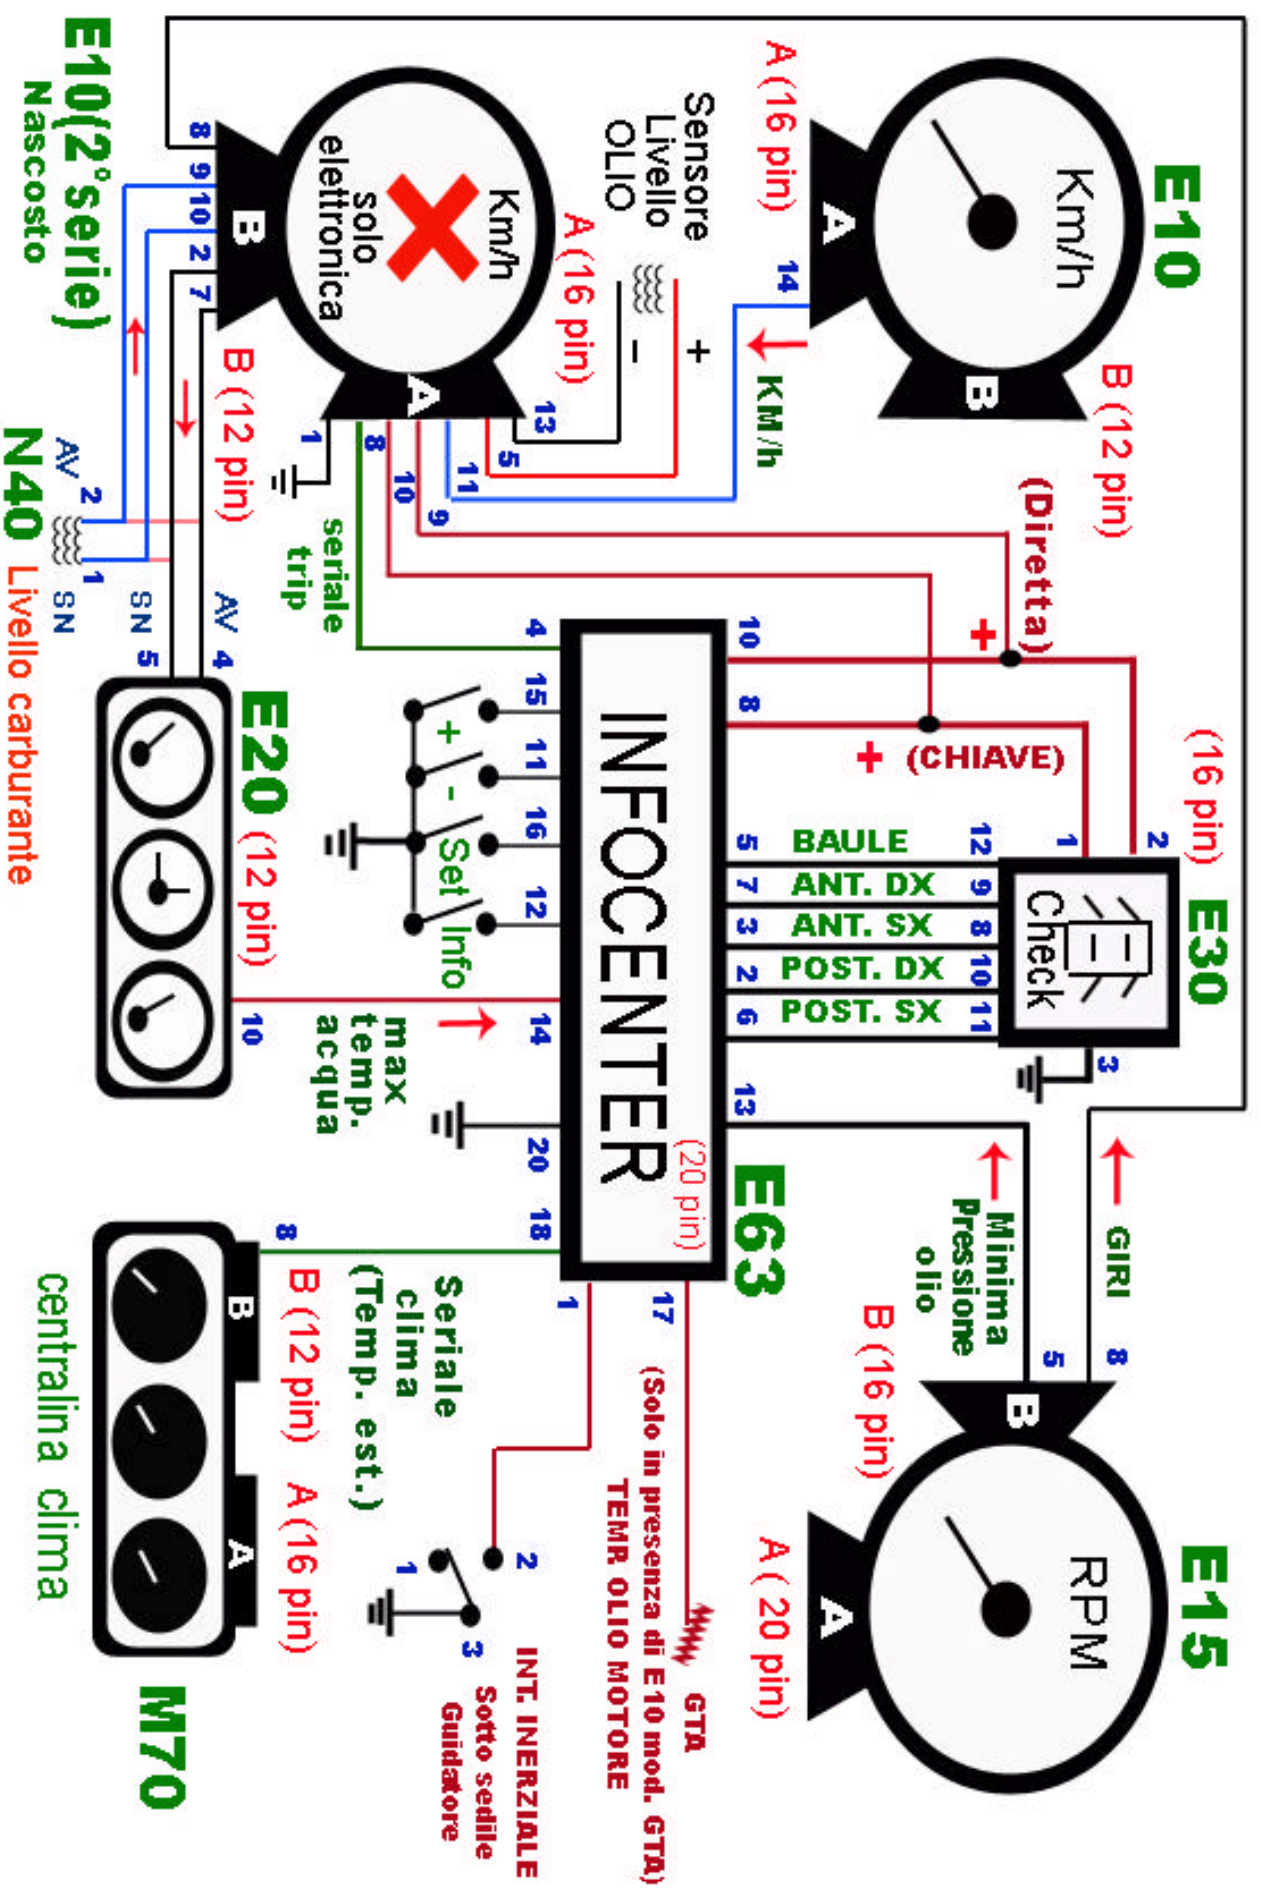 E10
Km/h
A
B
A (16 pin)
B (12 pin)
14
KM/h
Sensore
Livello
OLIO
+
-
Km/h
solo
elettronica
A (16 pin)
A
B
8
9
10
2
7
E10(2°serie)
Nascosto
B (12 pin)
13
5
11
9
10
8
1
seriale
trip
(Diretta)
+
+ (CHIAVE)
N40
Livello carburante
AV
2
1
SN
SN
AV
5
4
E20
(12 pin)
10
max
temp.
acqua
INFOCENTER
(20 pin)
E63
4
15
11
16
12
14
20
18
+
-
Set
Info
10
8
5
7
3
2
6
13
17
1
BAULE
ANT. DX
ANT. SX
POST. DX
POST. SX
12
9
8
10
11
1
2
3
(16 pin)
E30
Check
GIRI
Minima
Pressione
olio
5
8
B (16 pin)
B
E15
RPM
A
A ( 20 pin)
8
B (12 pin)
A (16 pin)
B
A
M70
centralina clima
Seriale
clima
(Temp. est.)
1
2
3
INT. INERZIALE
Sotto sedile
Guidatore
GTA
(Solo in presenza di E10 mod. GTA)
TEMP. OLIO MOTORE